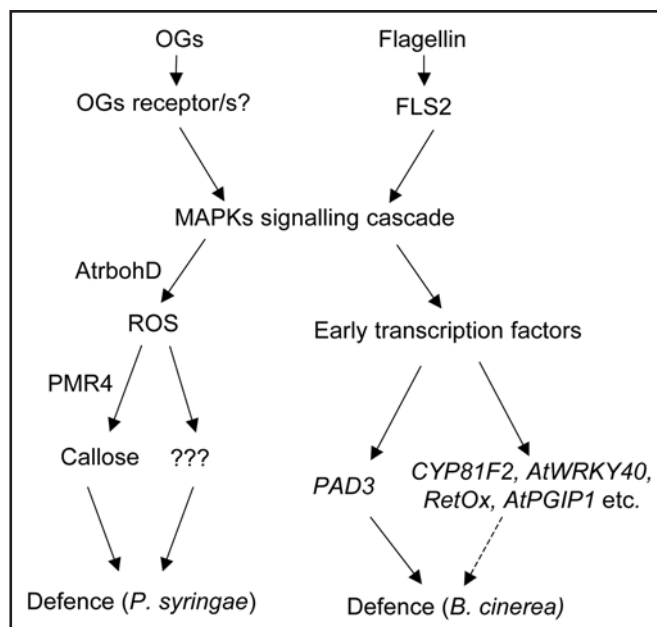 OGs Flagellin
OGs receptor/s? FLS2
MAPKs signalling cascade
AtrbohD
ROS Early transcription factors
PMR4
Callose ??? PAD3 CYP81F2, AtWRKY40,
RetOx, AtPGIP1 etc.
Defence (P. syringae) Defence (B. cinerea)